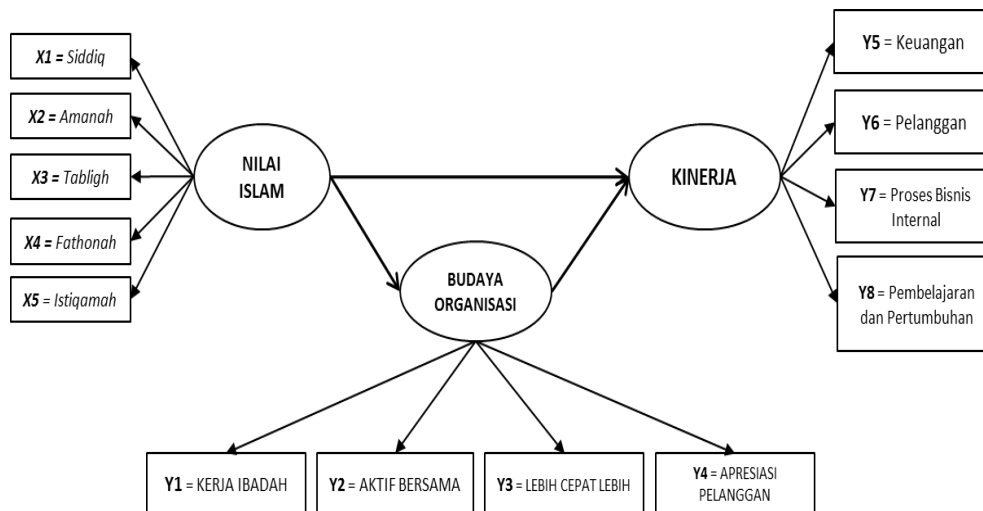 X1 = Siddiq
X2 = Amanah
X3 = Tabligh
X4 = Fathonah
X5 = Istiqamah
NILAI
ISLAM
BUDAYA
ORGANISASI
KINERJA
Y5 = Keuangan
Y6 = Pelanggan
Y7 = Proses Bisnis
Internal
Y8 = Pembelajaran
dan Pertumbuhan
Y1 = KERJA IBADAH
Y2 = AKTIF BERSAMA
Y3 = LEBIH CEPAT LEBIH
Y4 = APRESIASI
PELANGGAN